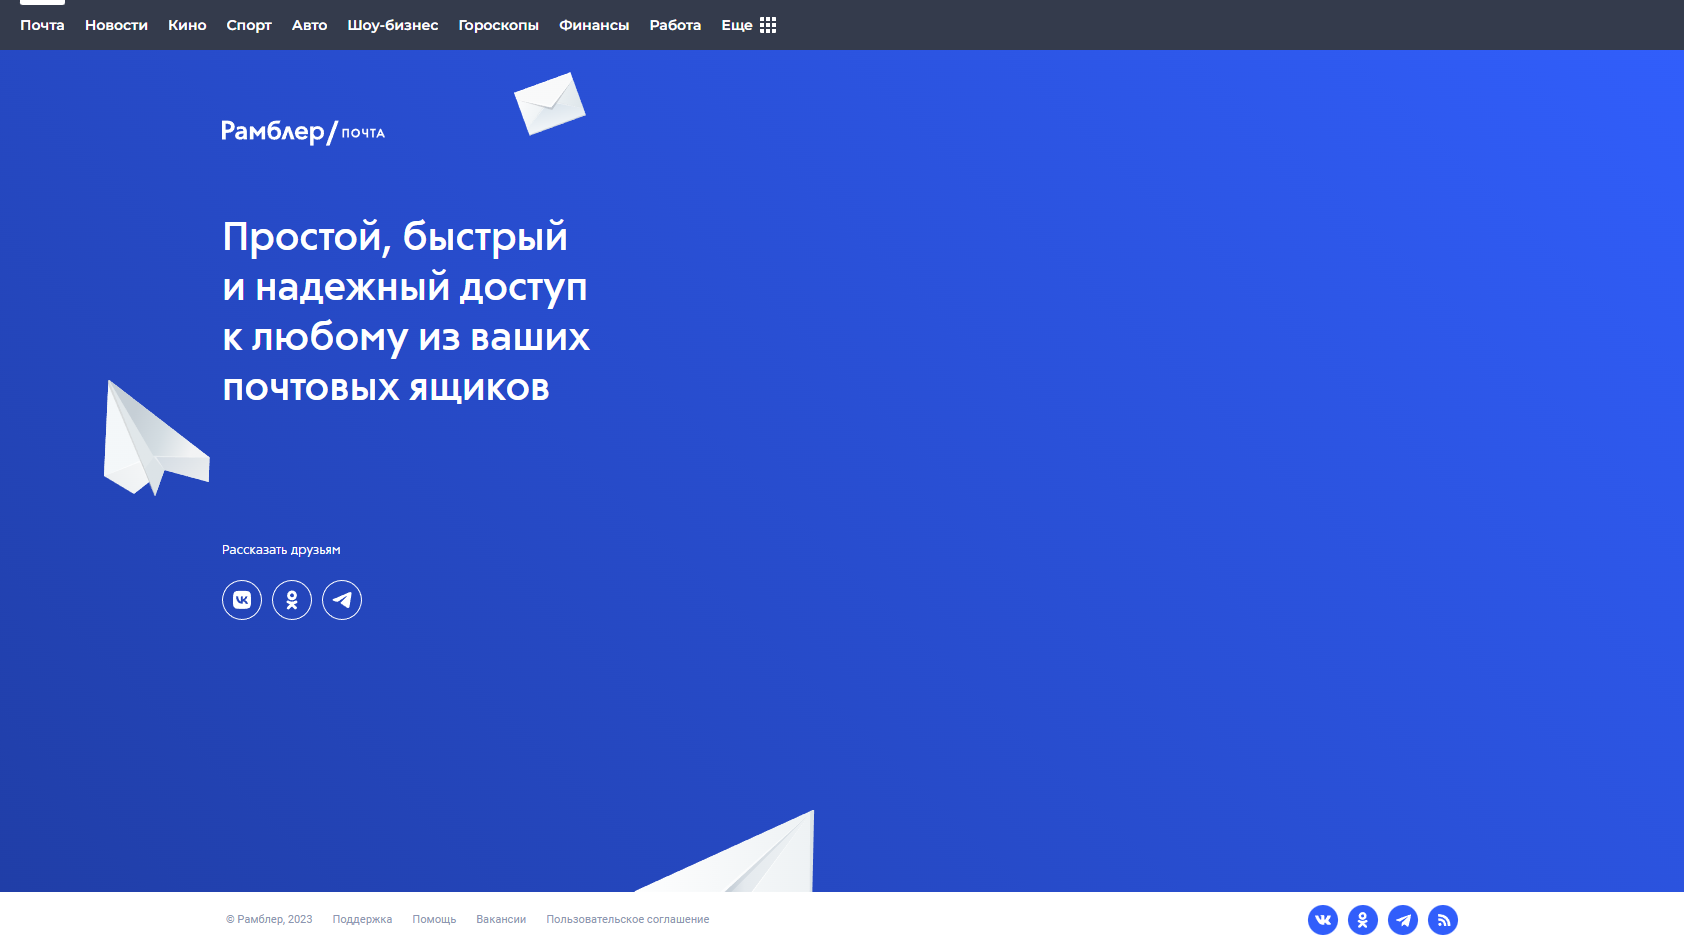 Почта Новости Кино Спорт Авто Шоу-бизнес Гороскопы Финансы Работа Еще
Рамблер/почта
Простой, быстрый
и надежный доступ
к любому из ваших
почтовых ящиков
Рассказать друзьям
© Рамблер, 2023 Поддержка Помощь Вакансии Пользовательское соглашение